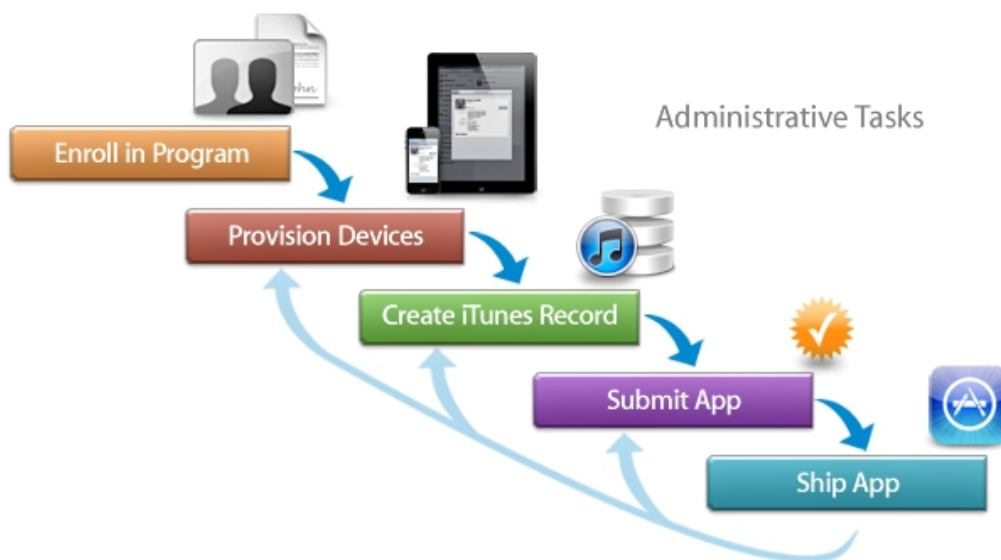 Administrative Tasks
Enroll in Program
Provision Devices
Create iTunes Record
Submit App
Ship App